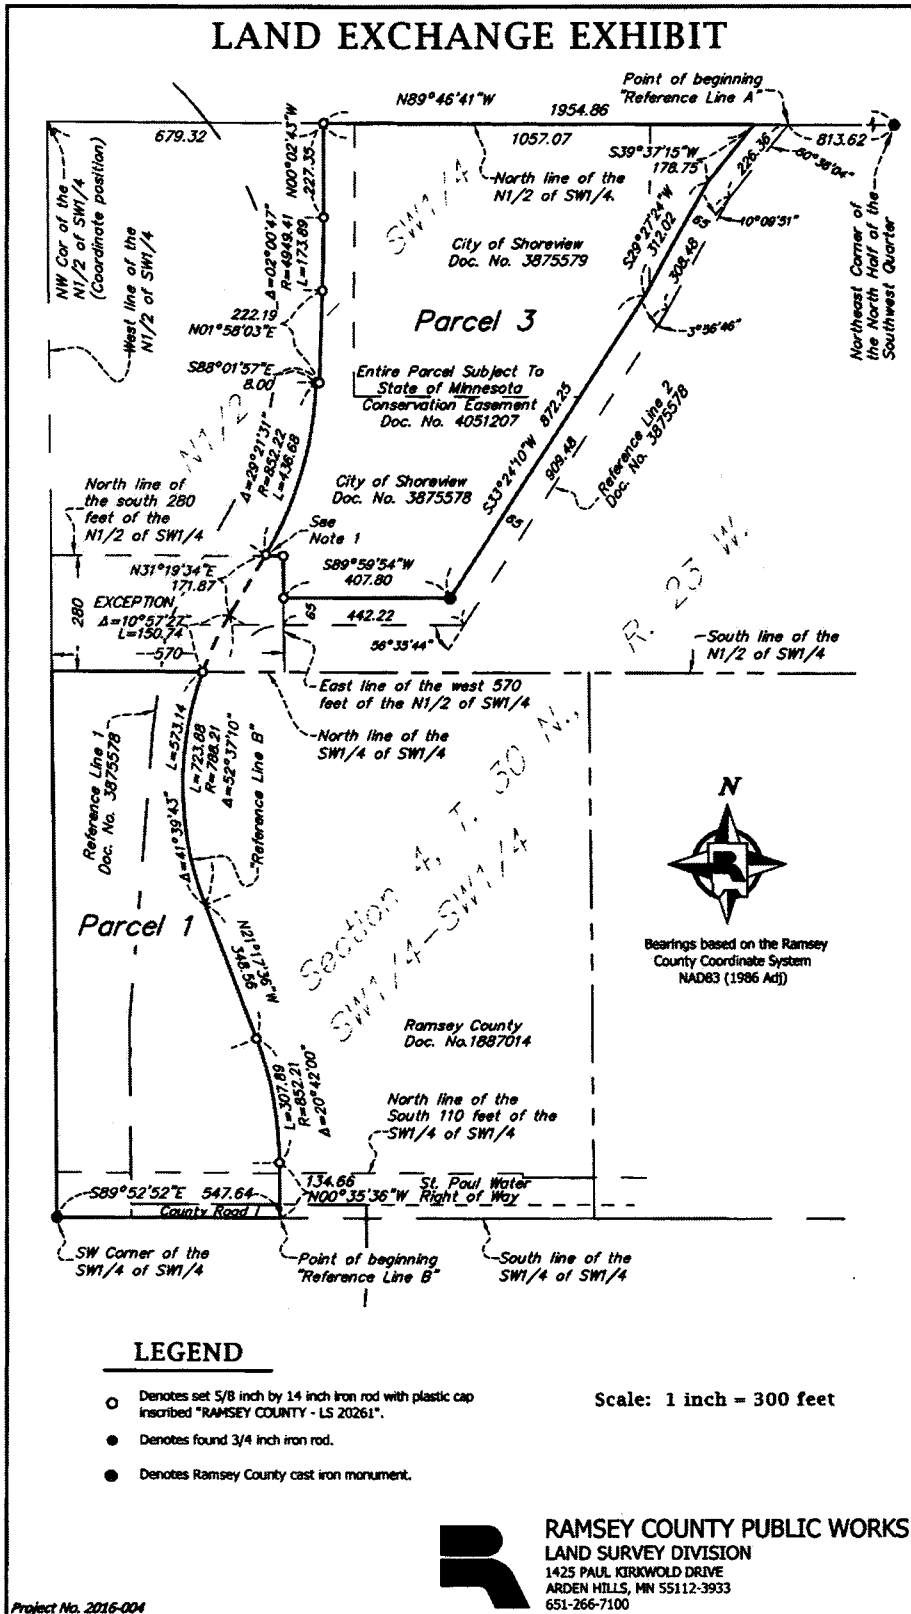 LAND EXCHANGE EXHIBIT
Point of beginning
"Reference Line A"
N89°46'41"W
1954.86
679.32
1057.07
813.62
N00°02'43"W
227.35
S39°37'15"W
178.75
226.36
50°38'04"
SW1/4
North line of the
N1/2 of SW1/4.
NW Cor of the
N1/2 of SW1/4
(Coordinate position)
West line of the
N1/2 of SW1/4
Δ=02°00'47"
R=4949.41
L=173.89
City of Shoreview
Doc. No. 3875579
S29°27'24"W
312.02
65
308.48
10°09'51"
Northeast Corner of
the North Half of the
Southwest Quarter
222.19
N01°58'03"E
Parcel 3
3°56'46"
S88°01'57"E
8.00
Entire Parcel Subject To
State of Minnesota
Conservation Easement
Doc. No. 4051207
N1/2
Δ=29°21'31"
R=852.22
L=436.68
S33°24'10"W 872.25
909.48
65
Reference Line 2
Doc. No. 3875578
North line of
the south 280
feet of the
N1/2 of SW1/4
City of Shoreview
Doc. No. 3875578
See
Note 1
N31°19'34"E
171.87
S89°59'54"W
407.80
R. 23 W.
280
EXCEPTION
Δ=10°57'27"
L=150.74
570
65
442.22
56°35'44"
South line of the
N1/2 of SW1/4
East line of the west 570
feet of the N1/2 of SW1/4
North line of the
SW1/4 of SW1/4
Reference Line 1
Doc. No. 3875578
L=573.14
L=723.88
R=788.21
Δ=52°37'10"
"Reference Line B"
Δ=41°39'43"
Section 4, T. 30 N.,
SW1/4-SW1/4
N
Parcel 1
N21°17'36"W
348.56
Bearings based on the Ramsey
County Coordinate System
NAD83 (1986 Adj)
Ramsey County
Doc. No.1887014
L=307.89
R=852.21
Δ=20°42'00"
North line of the
South 110 feet of the
SW1/4 of SW1/4
S89°52'52"E 547.64
134.66
N00°35'36"W
St. Paul Water
Right of Way
County Road I
SW Corner of the
SW1/4 of SW1/4
Point of beginning
"Reference Line B"
South line of the
SW1/4 of SW1/4
LEGEND
Denotes set 5/8 inch by 14 inch iron rod with plastic cap
inscribed "RAMSEY COUNTY - LS 20261".
Denotes found 3/4 inch iron rod.
Denotes Ramsey County cast iron monument.
Scale: 1 inch = 300 feet
RAMSEY COUNTY PUBLIC WORKS
LAND SURVEY DIVISION
1425 PAUL KIRKWOLD DRIVE
ARDEN HILLS, MN 55112-3933
651-266-7100
Project No. 2016-004